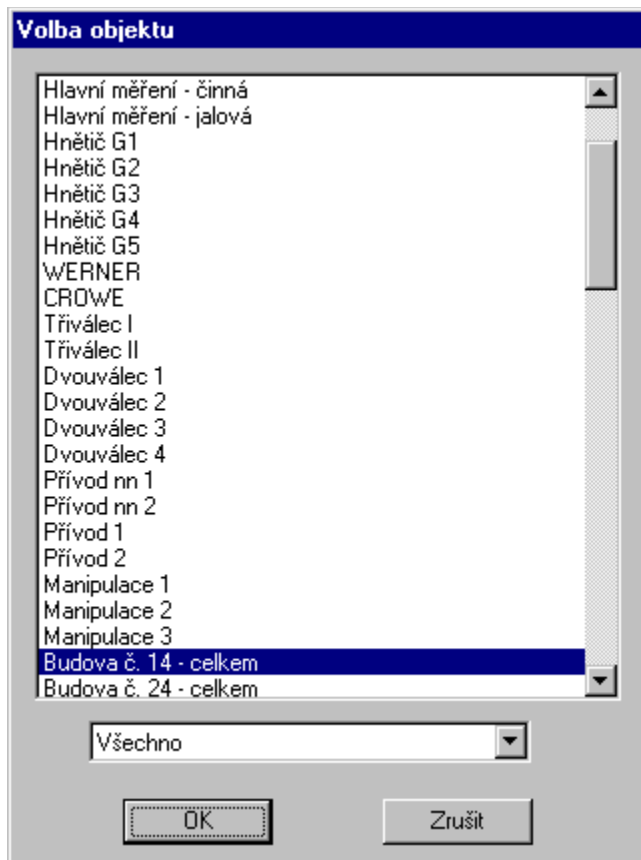 Volba objektu
Hlavní měření - činná
Hlavní měření - jalová
Hnětič G1
Hnětič G2
Hnětič G3
Hnětič G4
Hnětič G5
WERNER
CROWE
Tříválec I
Tříválec II
Dvouválec 1
Dvouválec 2
Dvouválec 3
Dvouválec 4
Přívod nn 1
Přívod nn 2
Přívod 1
Přívod 2
Manipulace 1
Manipulace 2
Manipulace 3
Budova č. 14 - celkem
Budova č. 24 - celkem
Všechno
OK
Zrušit